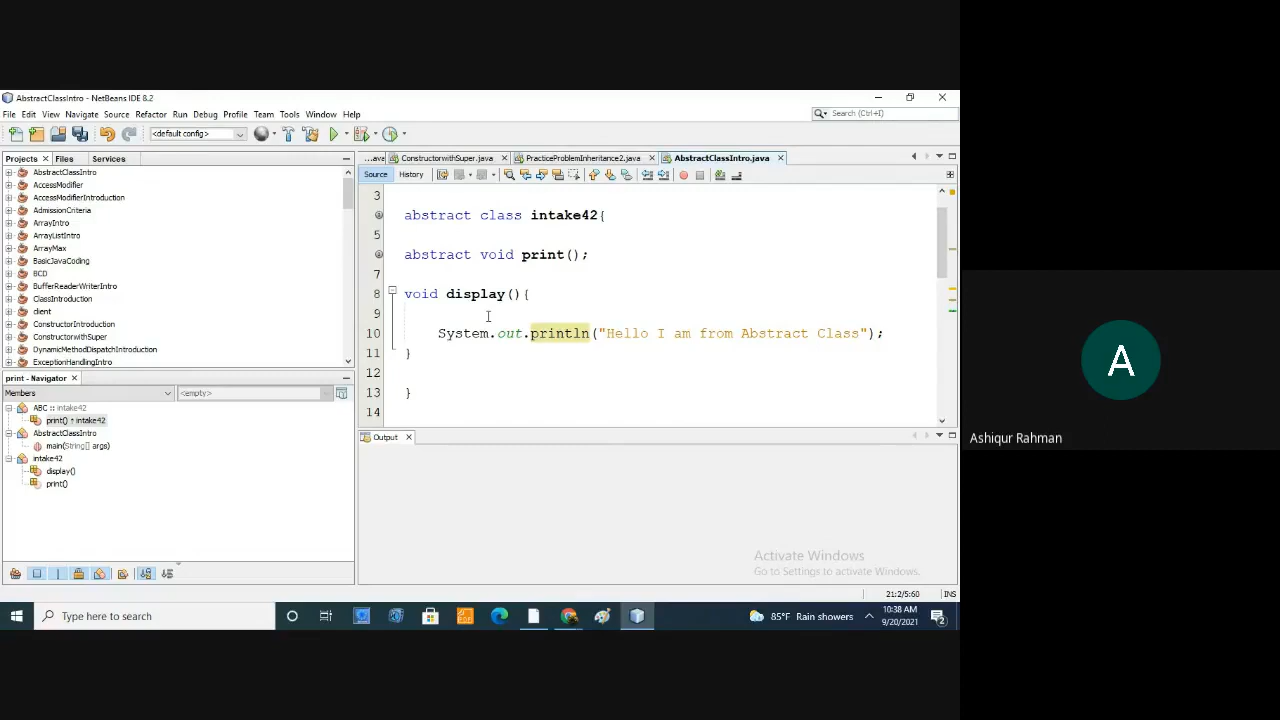 AbstractClassIntro - NetBeans IDE 8.2
File Edit View Navigate Source Refactor Run Debug Profile Team Tools Window Help
Search (Ctrl+I)
<default config>
Projects Files Services
...ava ConstructorwithSuper.java PracticeProblemInheritance2.java AbstractClassIntro.java
Source History
AbstractClassIntro
AccessModifier
AccessModifierIntroduction
AdmissionCriteria
ArrayIntro
ArrayListIntro
ArrayMax
BasicJavaCoding
BCD
BufferReaderWriterIntro
ClassIntroduction
client
ConstructorIntroduction
ConstructorwithSuper
DynamicMethodDispatchIntroduction
ExceptionHandlingIntro
3
abstract class intake42{
5
abstract void print();
7
8 void display(){
9
10 System.out.println("Hello I am from Abstract Class");
11 }
12
13 }
14
print - Navigator
Members <empty>
ABC :: intake42
print() ↑ intake42
AbstractClassIntro
main(String[] args)
intake42
display()
print()
Output
Activate Windows
Go to Settings to activate Windows.
21:2/5:60 INS
Type here to search
85°F Rain showers
10:38 AM
9/20/2021
2
A
Ashiqur Rahman